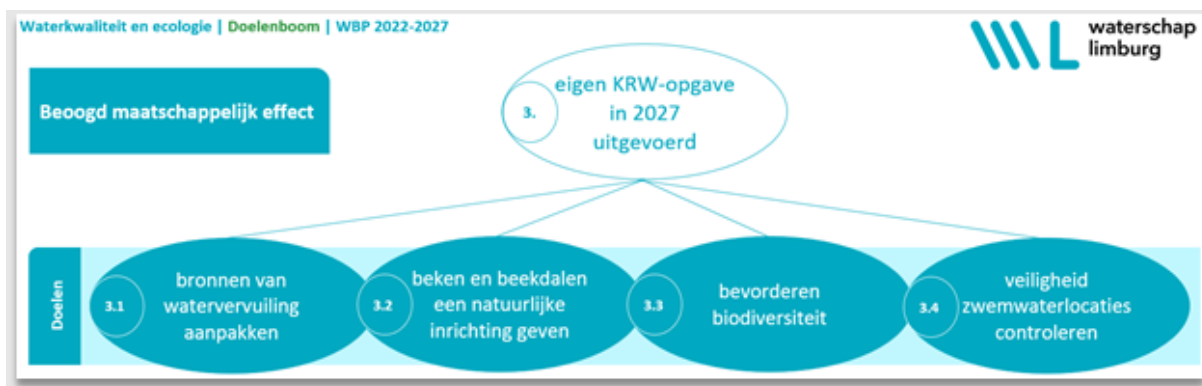 Waterkwaliteit en ecologie | Doelenboom | WBP 2022-2027
waterschap
limburg
Beoogd maatschappelijk effect
3.
eigen KRW-opgave
in 2027
uitgevoerd
Doelen
3.1
bronnen van
watervervuiling
aanpakken
3.2
beken en beekdalen
een natuurlijke
inrichting geven
3.3
bevorderen
biodiversiteit
3.4
veiligheid
zwemwaterlocaties
controleren